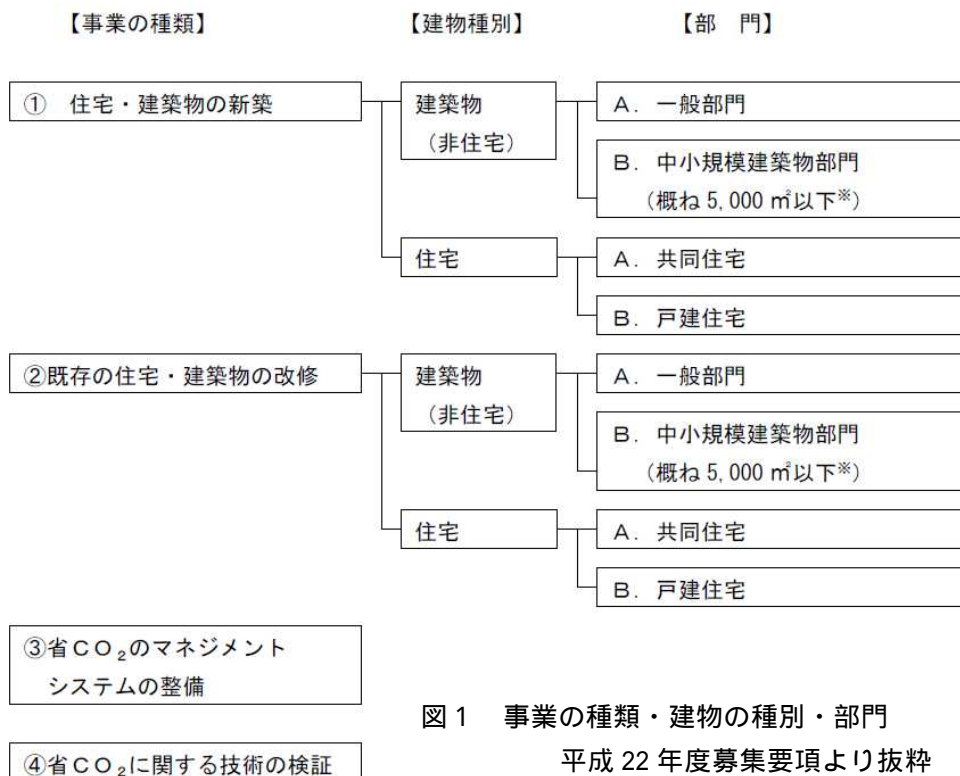 【事業の種類】 【建物種別】 【部　門】
①　住宅・建築物の新築
建築物
（非住宅）
Ａ．一般部門
Ｂ．中小規模建築物部門
（概ね 5,000 ㎡以下※）
住宅
Ａ．共同住宅
Ｂ．戸建住宅
②既存の住宅・建築物の改修
建築物
（非住宅）
Ａ．一般部門
Ｂ．中小規模建築物部門
（概ね 5,000 ㎡以下※）
住宅
Ａ．共同住宅
Ｂ．戸建住宅
③省ＣＯ₂のマネジメント
システムの整備
④省ＣＯ₂に関する技術の検証
図１　事業の種類・建物の種別・部門
平成 22 年度募集要項より抜粋